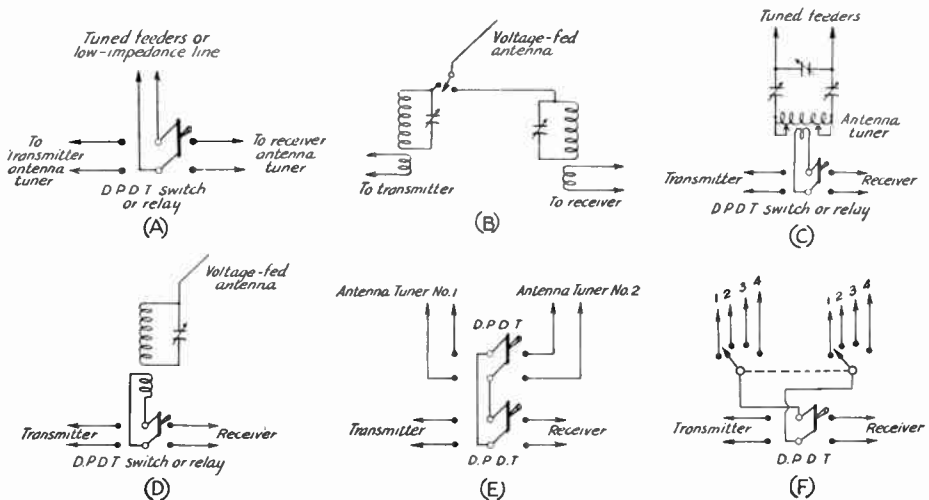 Tuned feeders or
low-impedance line
To
transmitter
antenna
tuner
To receiver
antenna
tuner
D P D T switch
or relay
(A)
Voltage-fed
antenna
To transmitter
To receiver
(B)
Tuned feeders
Antenna
tuner
Transmitter
Receiver
D P D T switch or relay
(C)
Voltage-fed
antenna
Transmitter
Receiver
D.P D T switch or relay
(D)
Antenna Tuner No.1
Antenna Tuner No.2
D.P D T
Transmitter
Receiver
D.P D.T
(E)
1 2 3 4
1 2 3 4
Transmitter
Receiver
D P D T
(F)